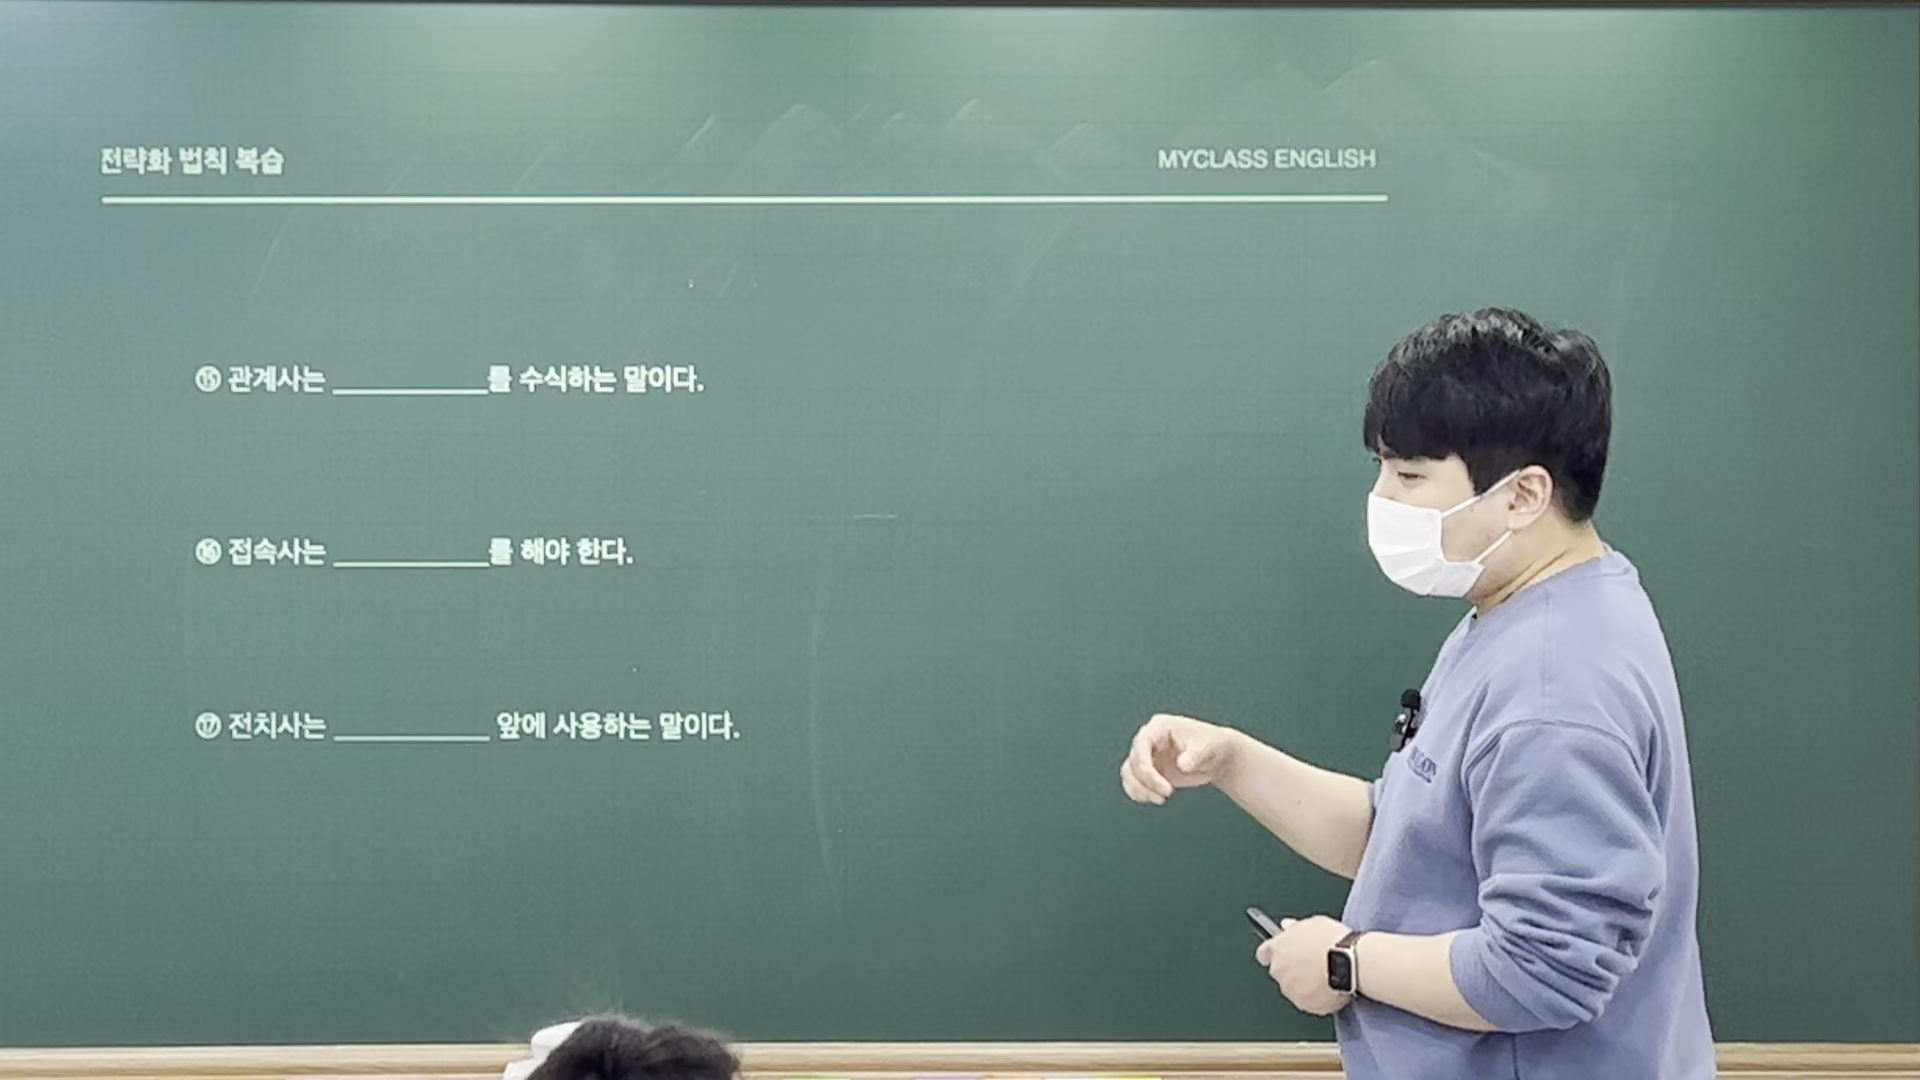 전략화 법칙 복습
MYCLASS ENGLISH
⑮ 관계사는 __________를 수식하는 말이다.
⑯ 접속사는 __________를 해야 한다.
⑰ 전치사는 __________ 앞에 사용하는 말이다.